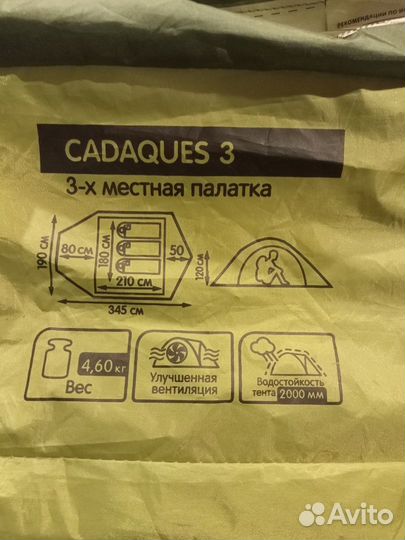 РЕКОМЕНДАЦИИ ПО
CADAQUES 3
3-х местная палатка
190 см
80 см
180 см
50
210 см
345 см
120 см
4,60 кг
Вес
Улучшенная
вентиляция
Водостойкость
тента 2000 мм
Avito